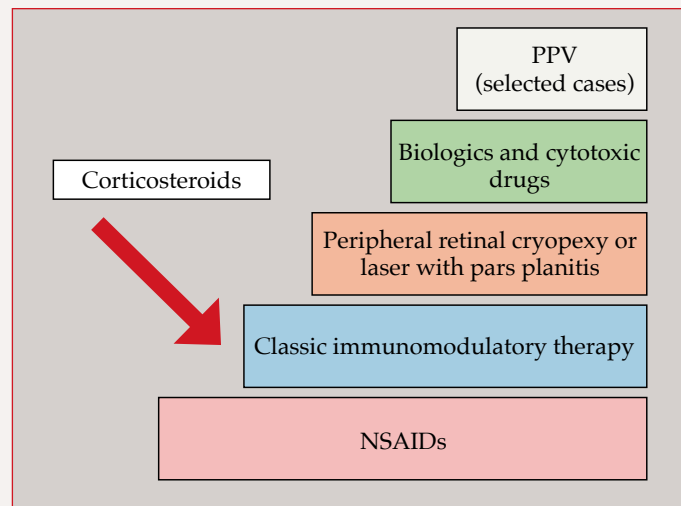 PPV
(selected cases)
Biologics and cytotoxic
drugs
Corticosteroids
Peripheral retinal cryopexy or
laser with pars planitis
Classic immunomodulatory therapy
NSAIDs